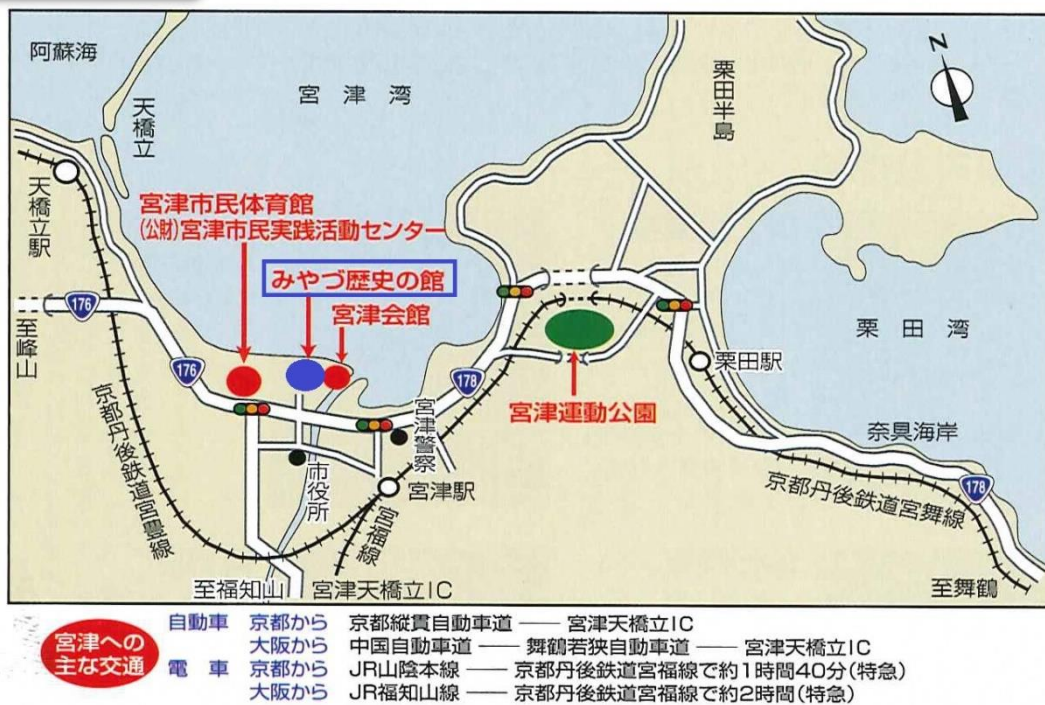 阿蘇海
天橋立
宮津湾
栗田半島
N
天橋立駅
宮津市民体育館
(公財)宮津市民実践活動センター
みやづ歴史の館
宮津会館
176
至峰山
176
178
栗田湾
栗田駅
宮津運動公園
奈具海岸
宮津警察
市役所
宮津駅
宮福線
京都丹後鉄道宮豊線
京都丹後鉄道宮舞線
178
至福知山
宮津天橋立IC
至舞鶴
宮津への
主な交通
自動車 京都から 京都縦貫自動車道 ―― 宮津天橋立IC
大阪から 中国自動車道 ―― 舞鶴若狭自動車道 ―― 宮津天橋立IC
電車 京都から JR山陰本線 ―― 京都丹後鉄道宮福線で約1時間40分(特急)
大阪から JR福知山線 ―― 京都丹後鉄道宮福線で約2時間(特急)